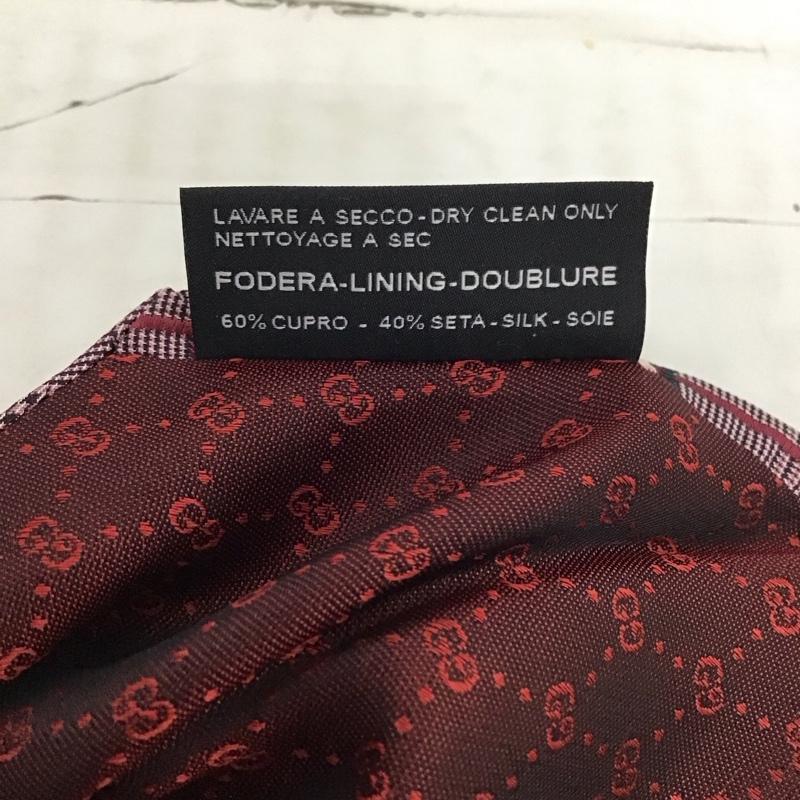 LAVARE A SECCO-DRY CLEAN ONLY
NETTOYAGE A SEC
FODERA-LINING-DOUBLURE
60% CUPRO - 40% SETA-SILK-SOIE